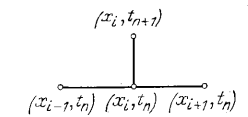 (x_i, t_{n+1})
(x_{i-1}, t_n) (x_i, t_n) (x_{i+1}, t_n)